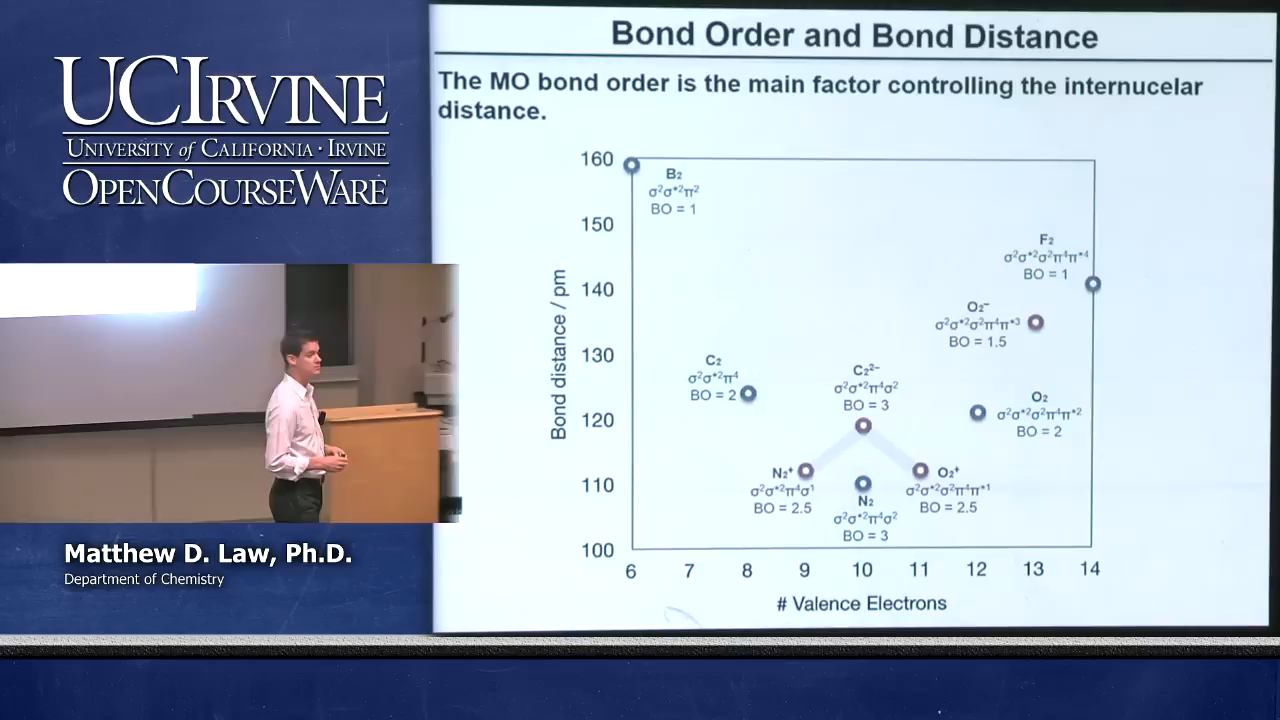 UCIRVINE
UNIVERSITY of CALIFORNIA · IRVINE
OPENCOURSEWARE
Matthew D. Law, Ph.D.
Department of Chemistry
Bond Order and Bond Distance
The MO bond order is the main factor controlling the internucelar
distance.
Bond distance / pm
160
150
140
130
120
110
100
B₂
σ²σ*²π²
BO = 1
C₂
σ²σ*²π⁴
BO = 2
N₂⁺
σ²σ*²π⁴σ¹
BO = 2.5
C₂²⁻
σ²σ*²π⁴σ²
BO = 3
N₂
σ²σ*²π⁴σ²
BO = 3
O₂⁺
σ²σ*²σ²π⁴π*¹
BO = 2.5
O₂
σ²σ*²σ²π⁴π*²
BO = 2
O₂⁻
σ²σ*²σ²π⁴π*³
BO = 1.5
F₂
σ²σ*²σ²π⁴π*⁴
BO = 1
6 7 8 9 10 11 12 13 14
# Valence Electrons